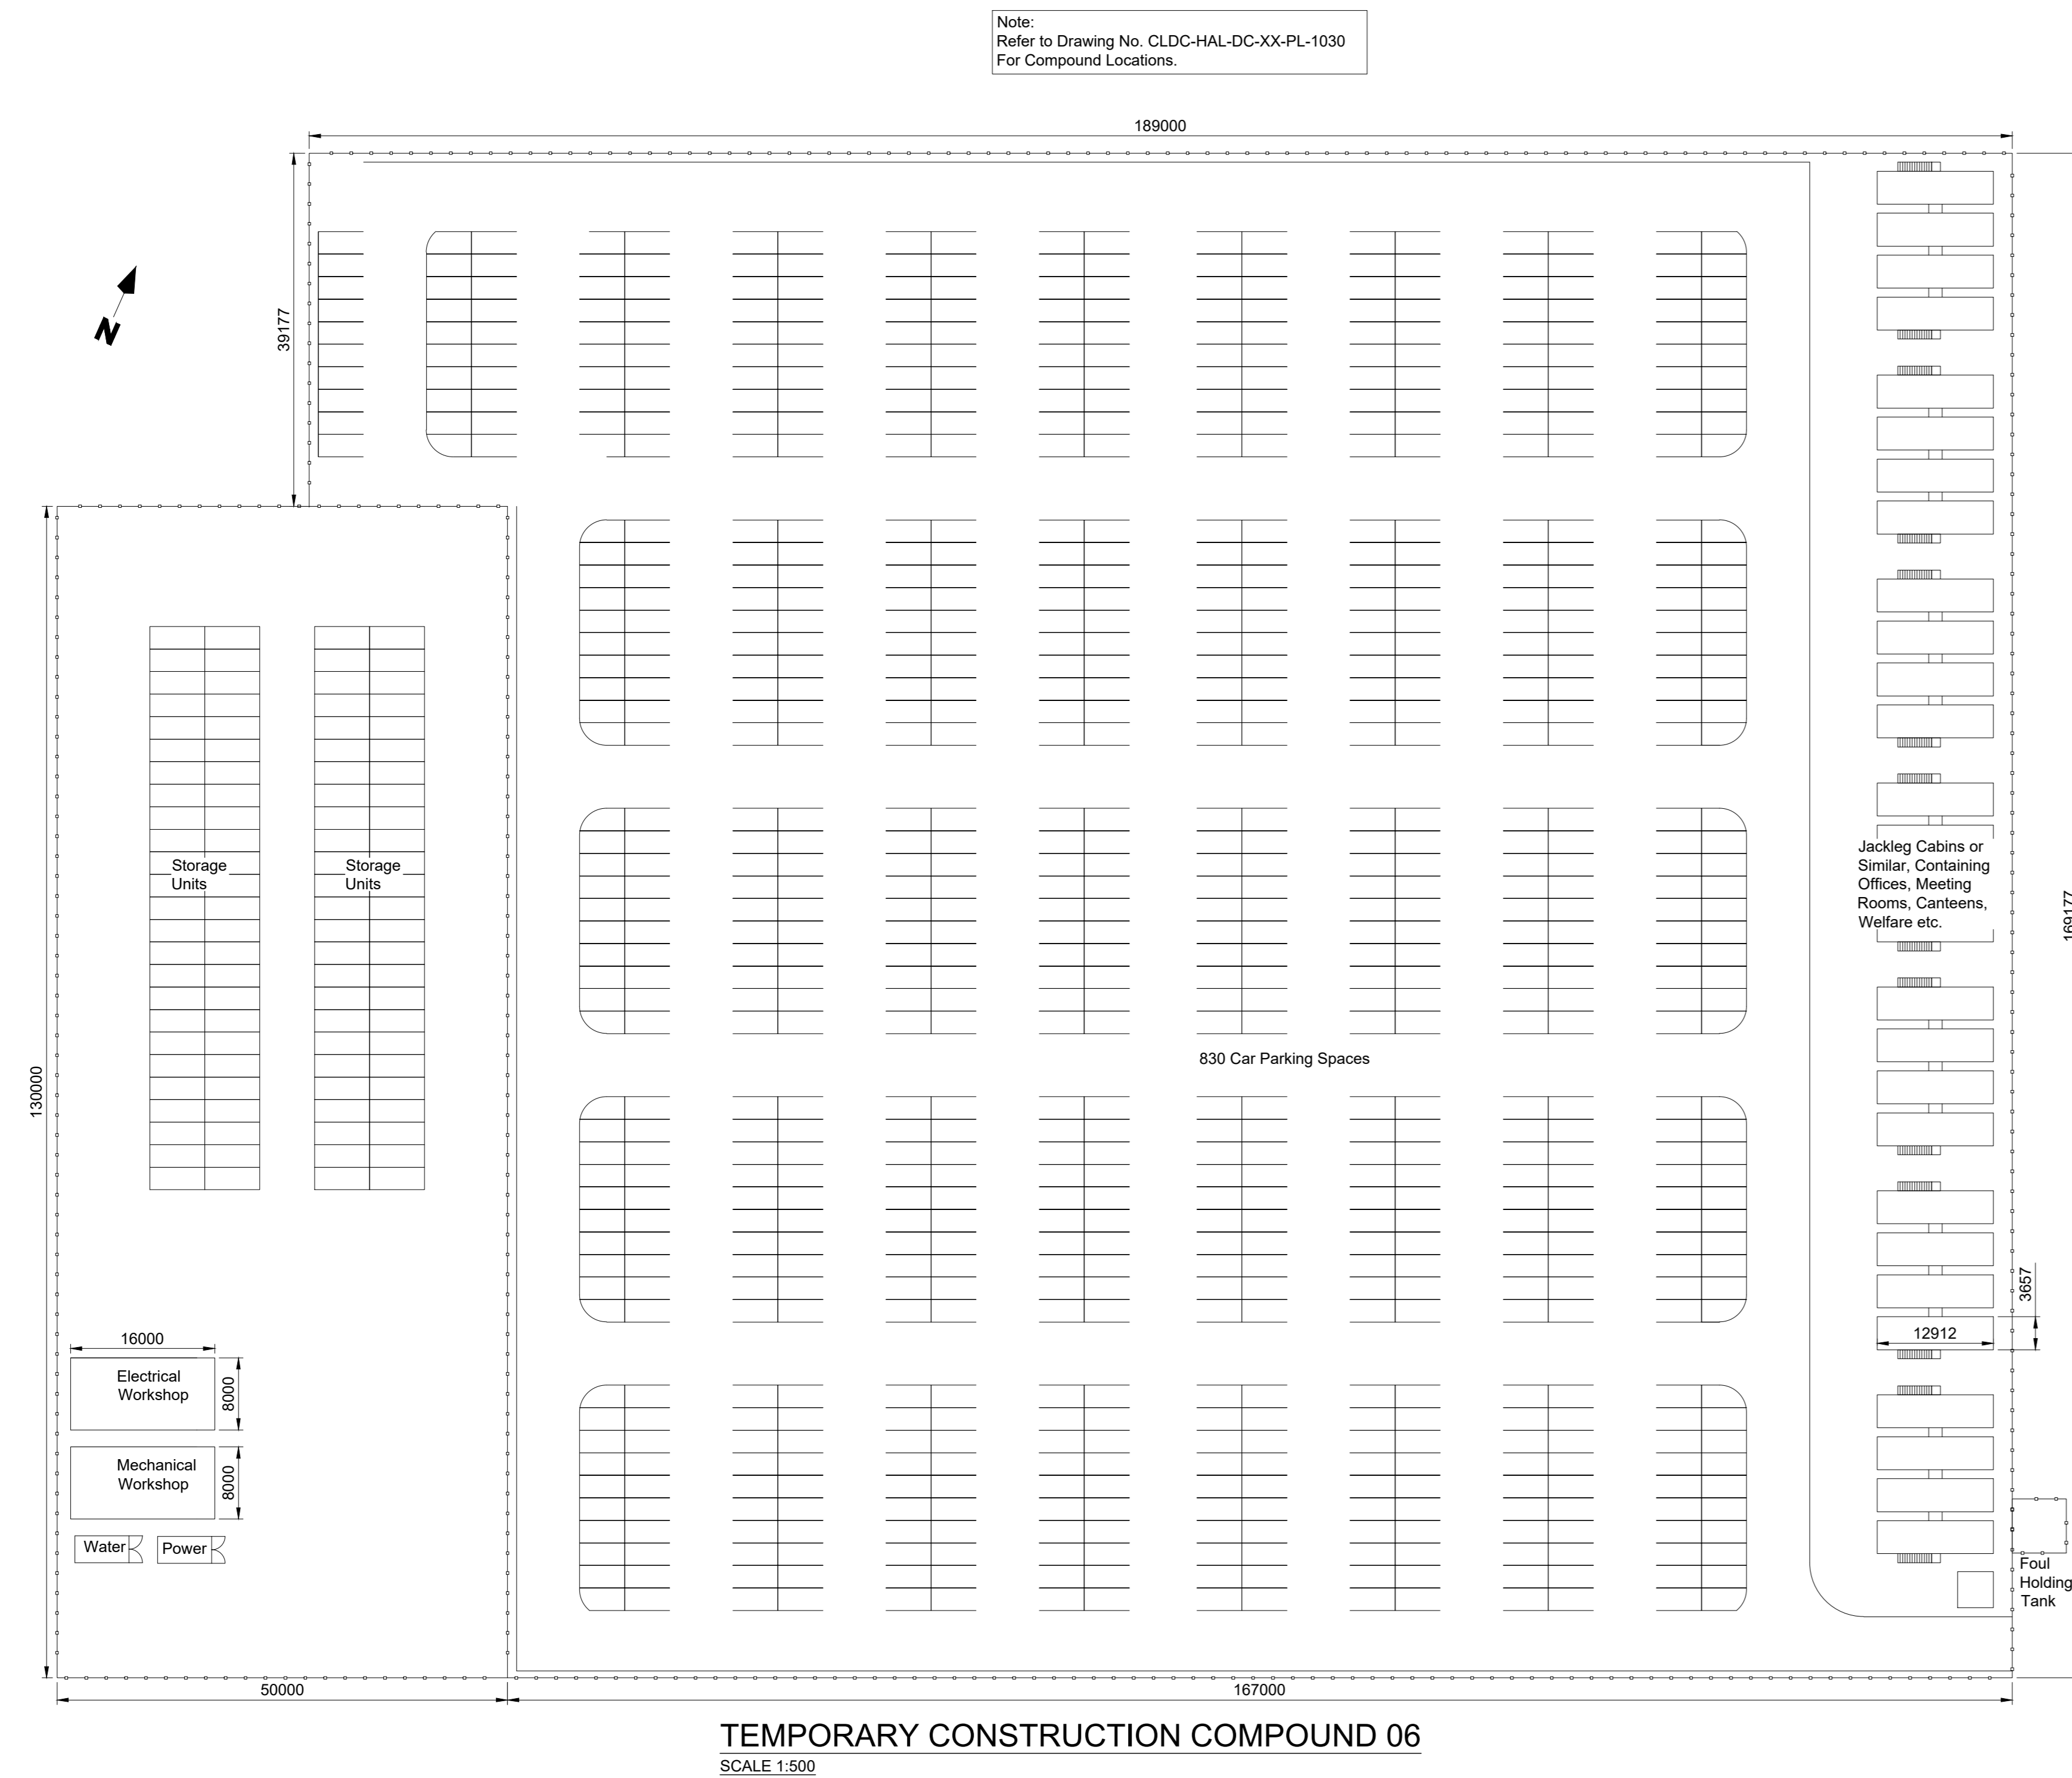 Note:
Refer to Drawing No. CLDC-HAL-DC-XX-PL-1030
For Compound Locations.
189000
N
39177
Storage
Units
Storage
Units
Jackleg Cabins or
Similar, Containing
Offices, Meeting
Rooms, Canteens,
Welfare etc.
169177
830 Car Parking Spaces
130000
3657
12912
16000
Electrical
Workshop
8000
Mechanical
Workshop
8000
Water
Power
Foul
Holding
Tank
50000
167000
TEMPORARY CONSTRUCTION COMPOUND 06
SCALE 1:500